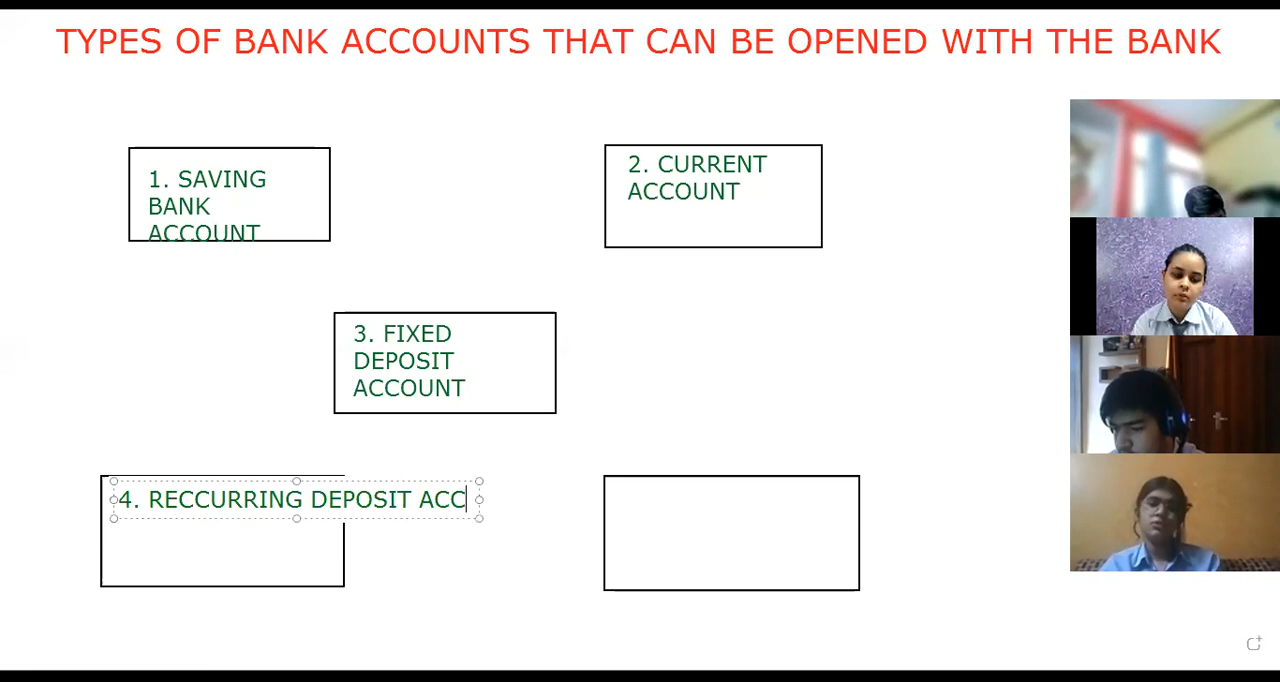 TYPES OF BANK ACCOUNTS THAT CAN BE OPENED WITH THE BANK
1. SAVING
BANK
ACCOUNT
2. CURRENT
ACCOUNT
3. FIXED
DEPOSIT
ACCOUNT
4. RECCURRING DEPOSIT ACC